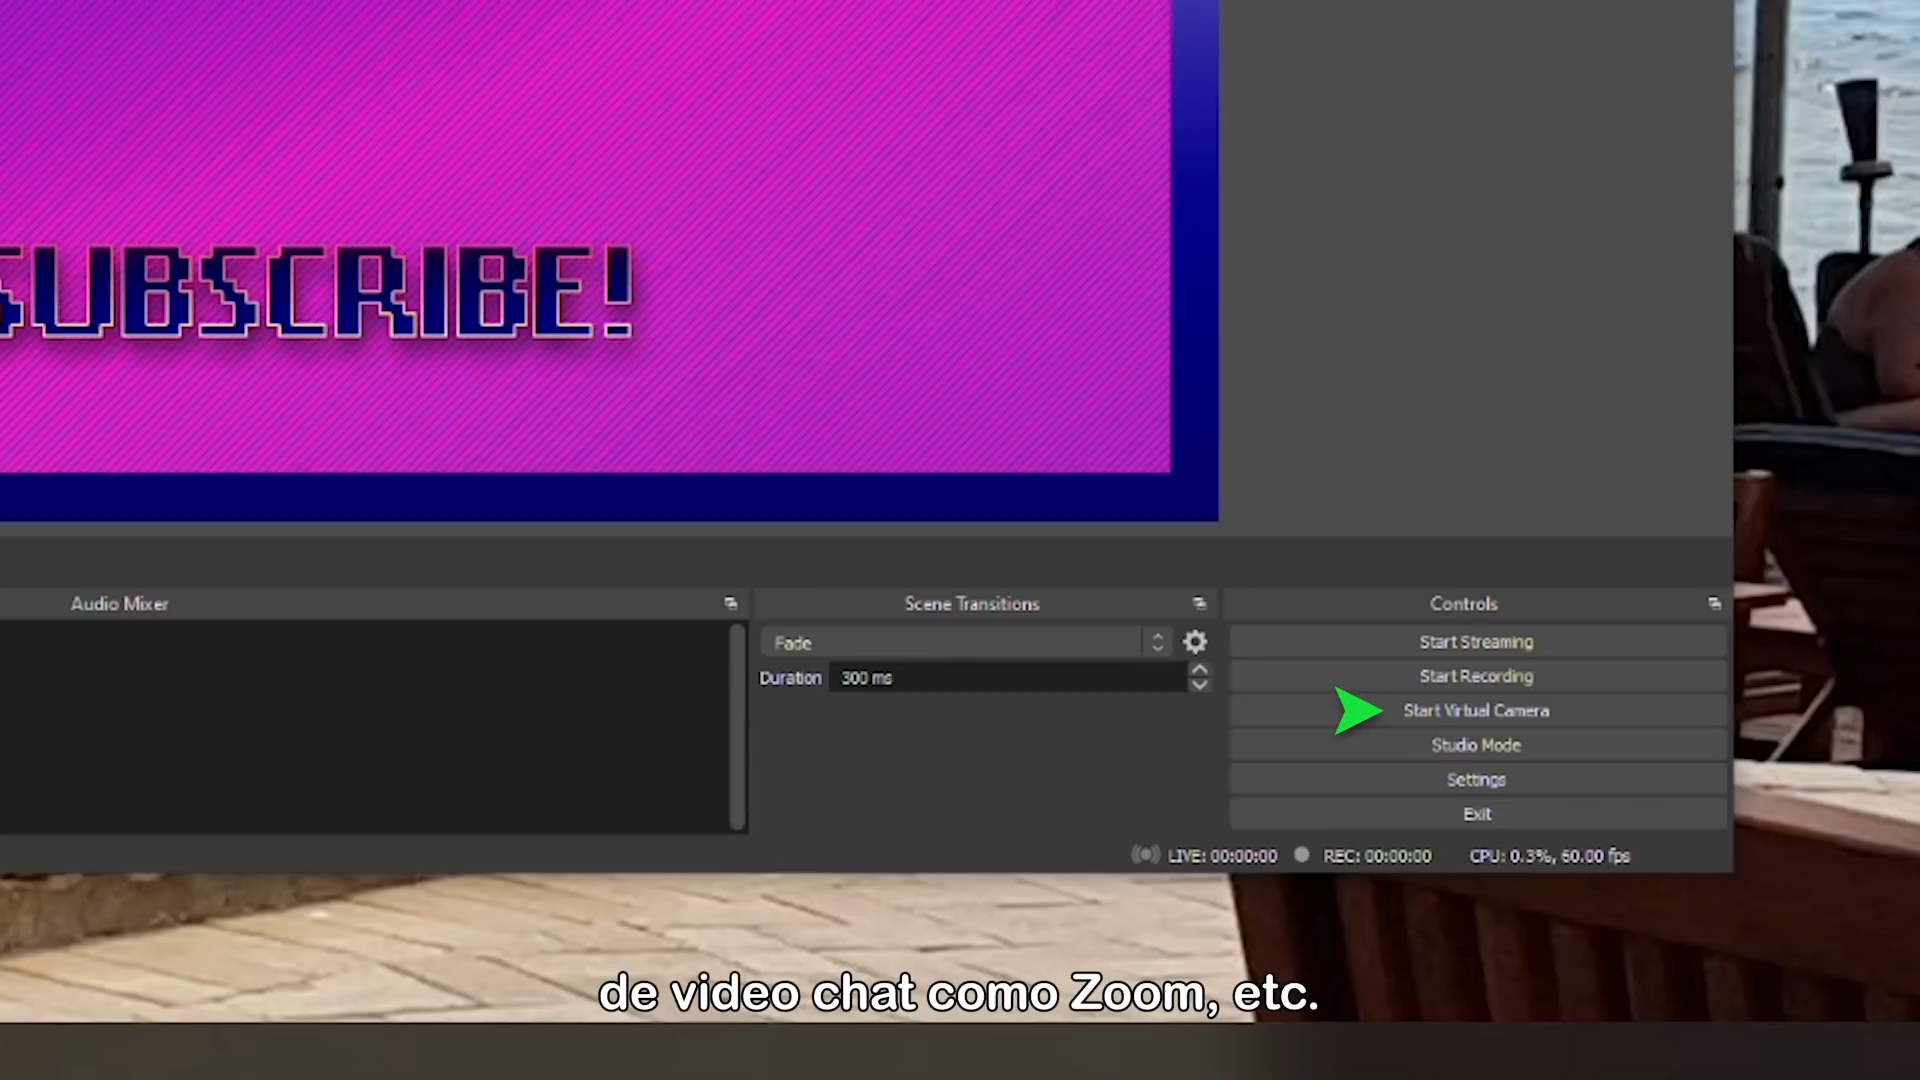 SUBSCRIBE!
Audio Mixer
Scene Transitions
Controls
Fade
Duration 300 ms
Start Streaming
Start Recording
Start Virtual Camera
Studio Mode
Settings
Exit
LIVE: 00:00:00 REC: 00:00:00 CPU: 0.3%, 60.00 fps
de video chat como Zoom, etc.